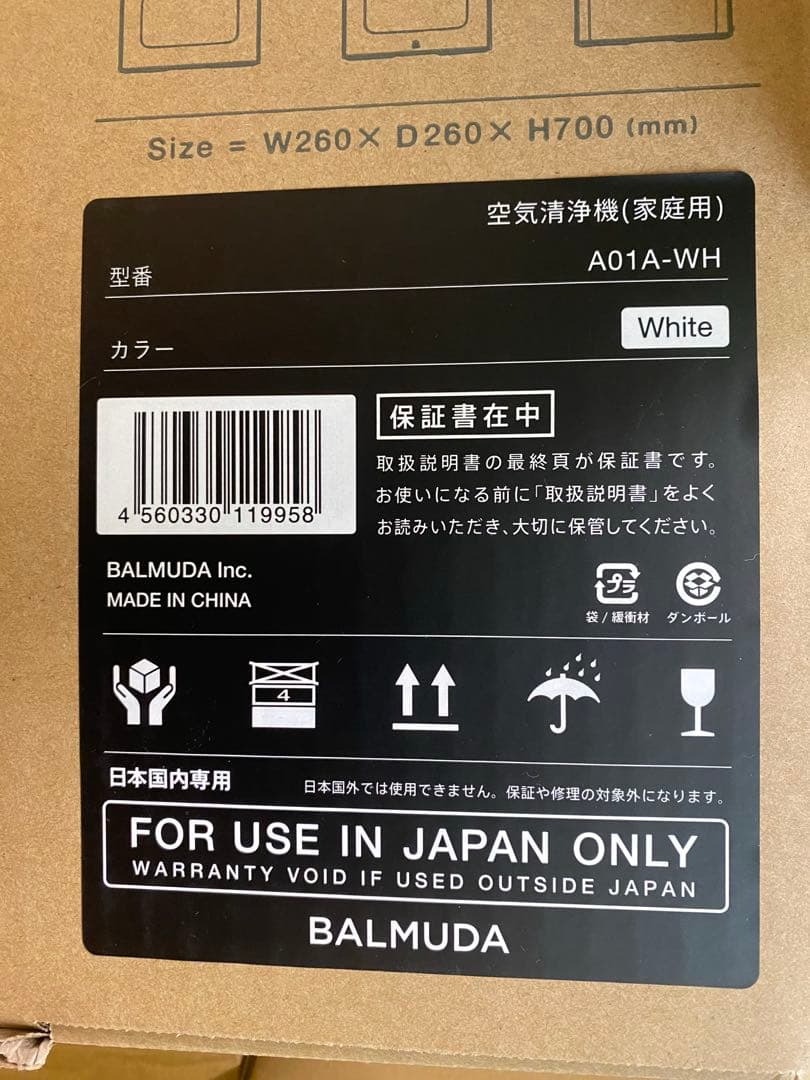 Size = W260× D260× H700 (mm)
空気清浄機(家庭用)
型番 A01A-WH
カラー White
保証書在中
取扱説明書の最終頁が保証書です。
お使いになる前に「取扱説明書」をよく
お読みいただき、大切に保管してください。
4 560330 119958
BALMUDA Inc.
MADE IN CHINA
プラ
袋/緩衝材 ダンボール
4
日本国内専用 日本国外では使用できません。保証や修理の対象外になります。
FOR USE IN JAPAN ONLY
WARRANTY VOID IF USED OUTSIDE JAPAN
BALMUDA